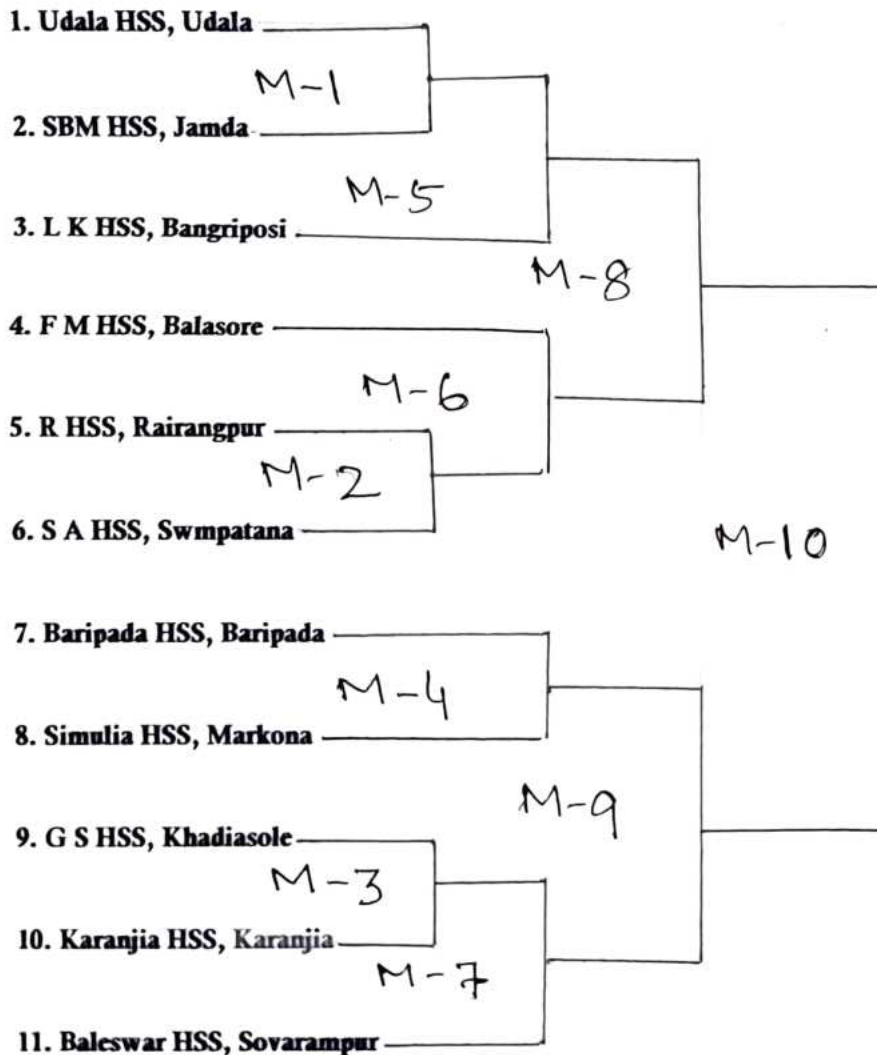 1. Udala HSS, Udala
M-1
2. SBM HSS, Jamda
M-5
3. L K HSS, Bangriposi
M-8
4. F M HSS, Balasore
M-6
5. R HSS, Rairangpur
M-2
6. S A HSS, Swmpatana
M-10
7. Baripada HSS, Baripada
M-4
8. Simulia HSS, Markona
M-9
9. G S HSS, Khadiasole
M-3
10. Karanjia HSS, Karanjia
M-7
11. Baleswar HSS, Sovarampur